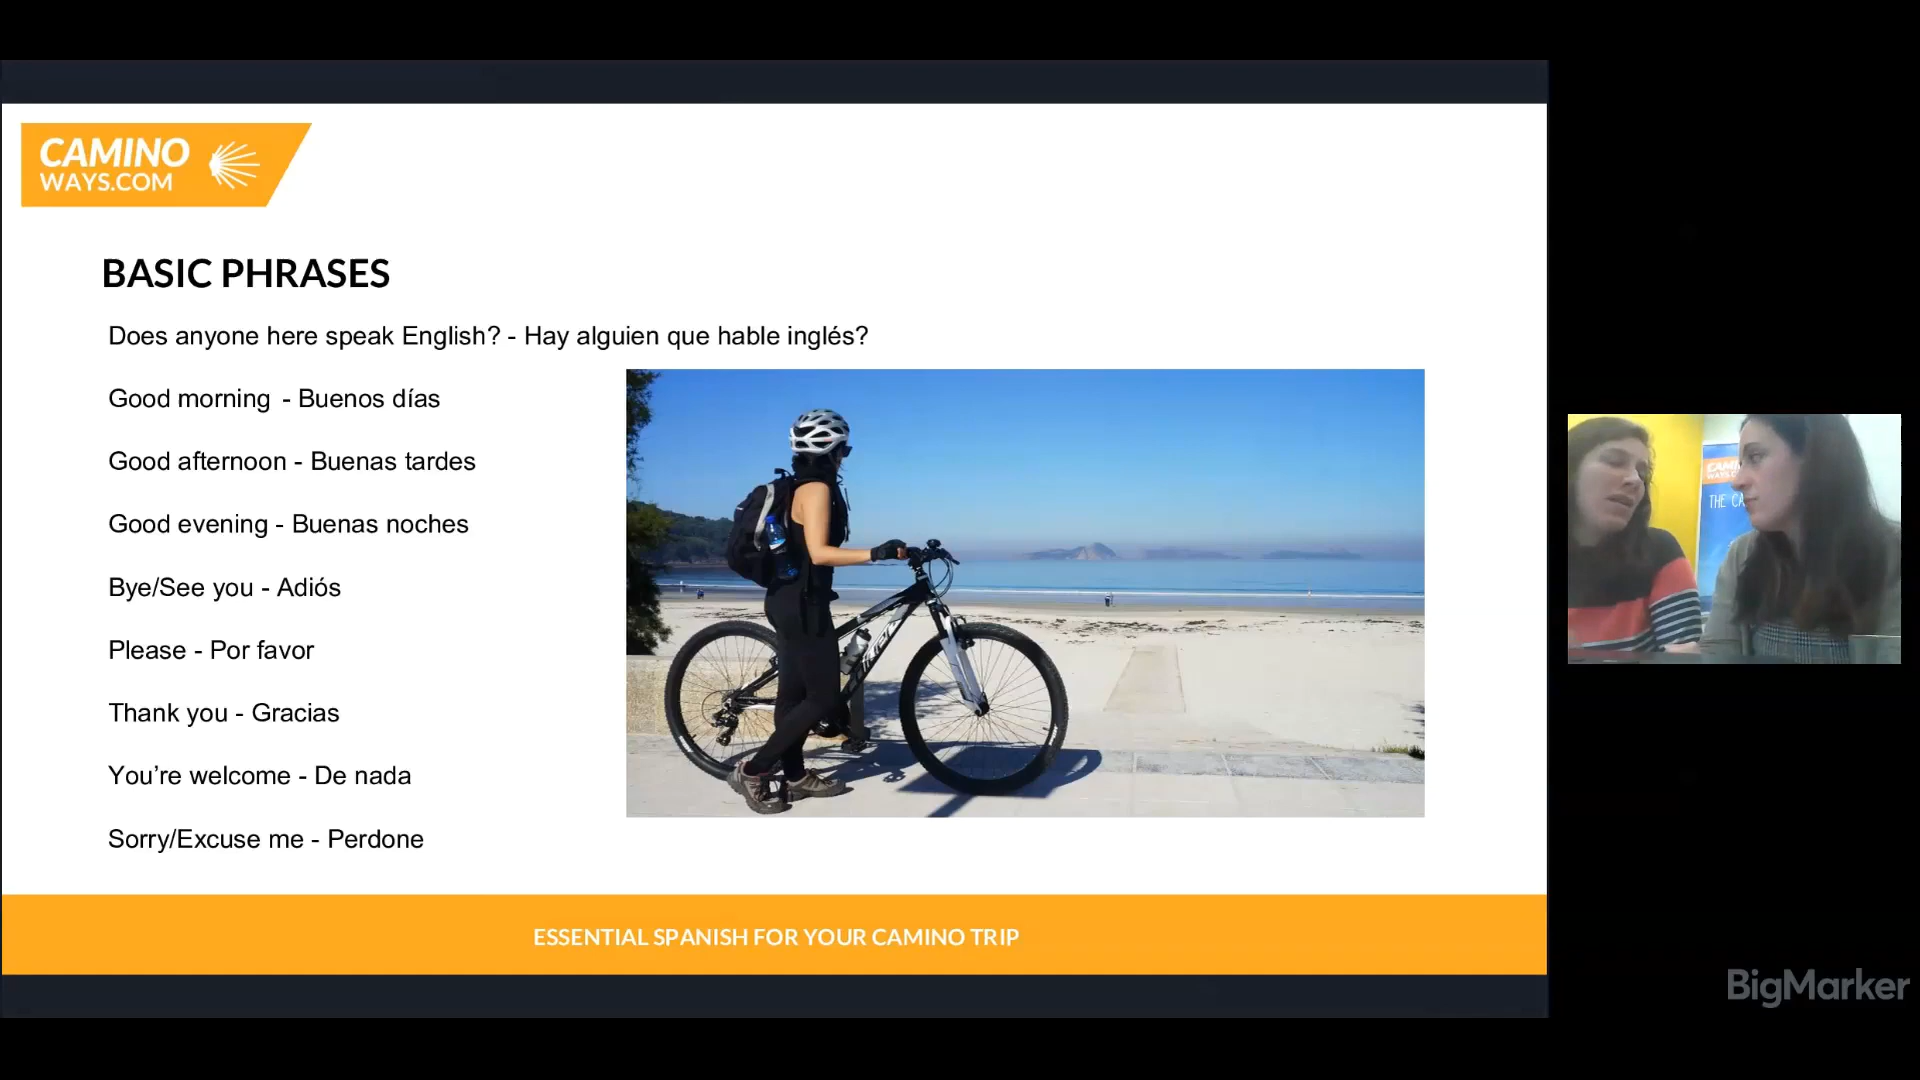 CAMINO
WAYS.COM
BASIC PHRASES
Does anyone here speak English? - Hay alguien que hable inglés?
Good morning - Buenos días
Good afternoon - Buenas tardes
Good evening - Buenas noches
Bye/See you - Adiós
Please - Por favor
Thank you - Gracias
You’re welcome - De nada
Sorry/Excuse me - Perdone
ESSENTIAL SPANISH FOR YOUR CAMINO TRIP
THE
BigMarker